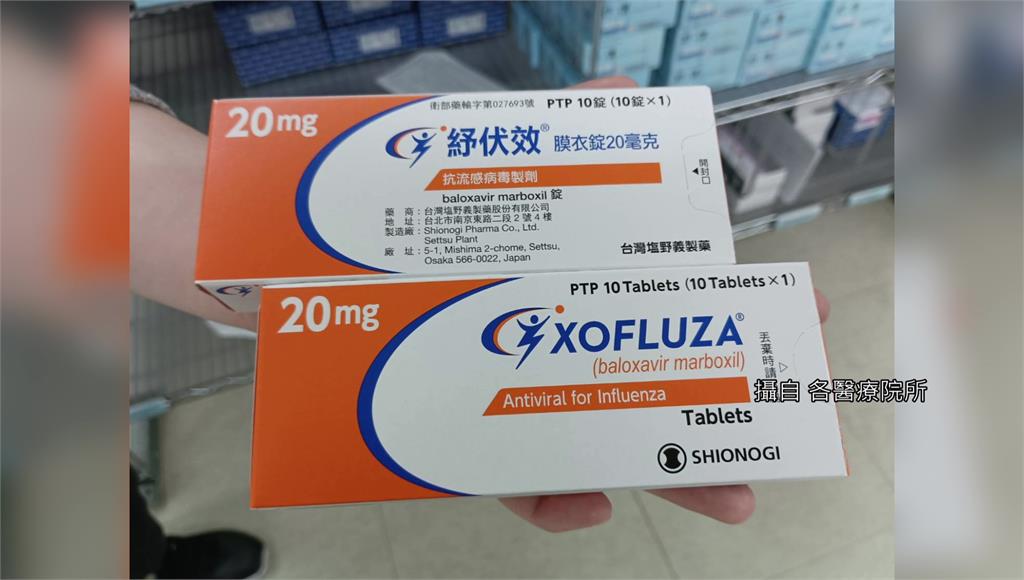 20mg
衛部藥輸字第027693號 PTP 10錠 (10錠×1)
紓伏效® 膜衣錠20毫克
抗流感病毒製劑
baloxavir marboxil 錠
藥 商：台灣塩野義製藥股份有限公司
地 址：台北市南京東路二段2號4樓
製造廠：Shionogi Pharma Co., Ltd.
Settsu Plant
廠 址：5-1, Mishima 2-chome, Settsu,
Osaka 566-0022, Japan
台灣塩野義製藥
開封口
20mg
PTP 10 Tablets (10 Tablets×1)
XOFLUZA®
(baloxavir marboxil)
Antiviral for Influenza
Tablets
SHIONOGI
丟棄時請
攝自 各醫療院所